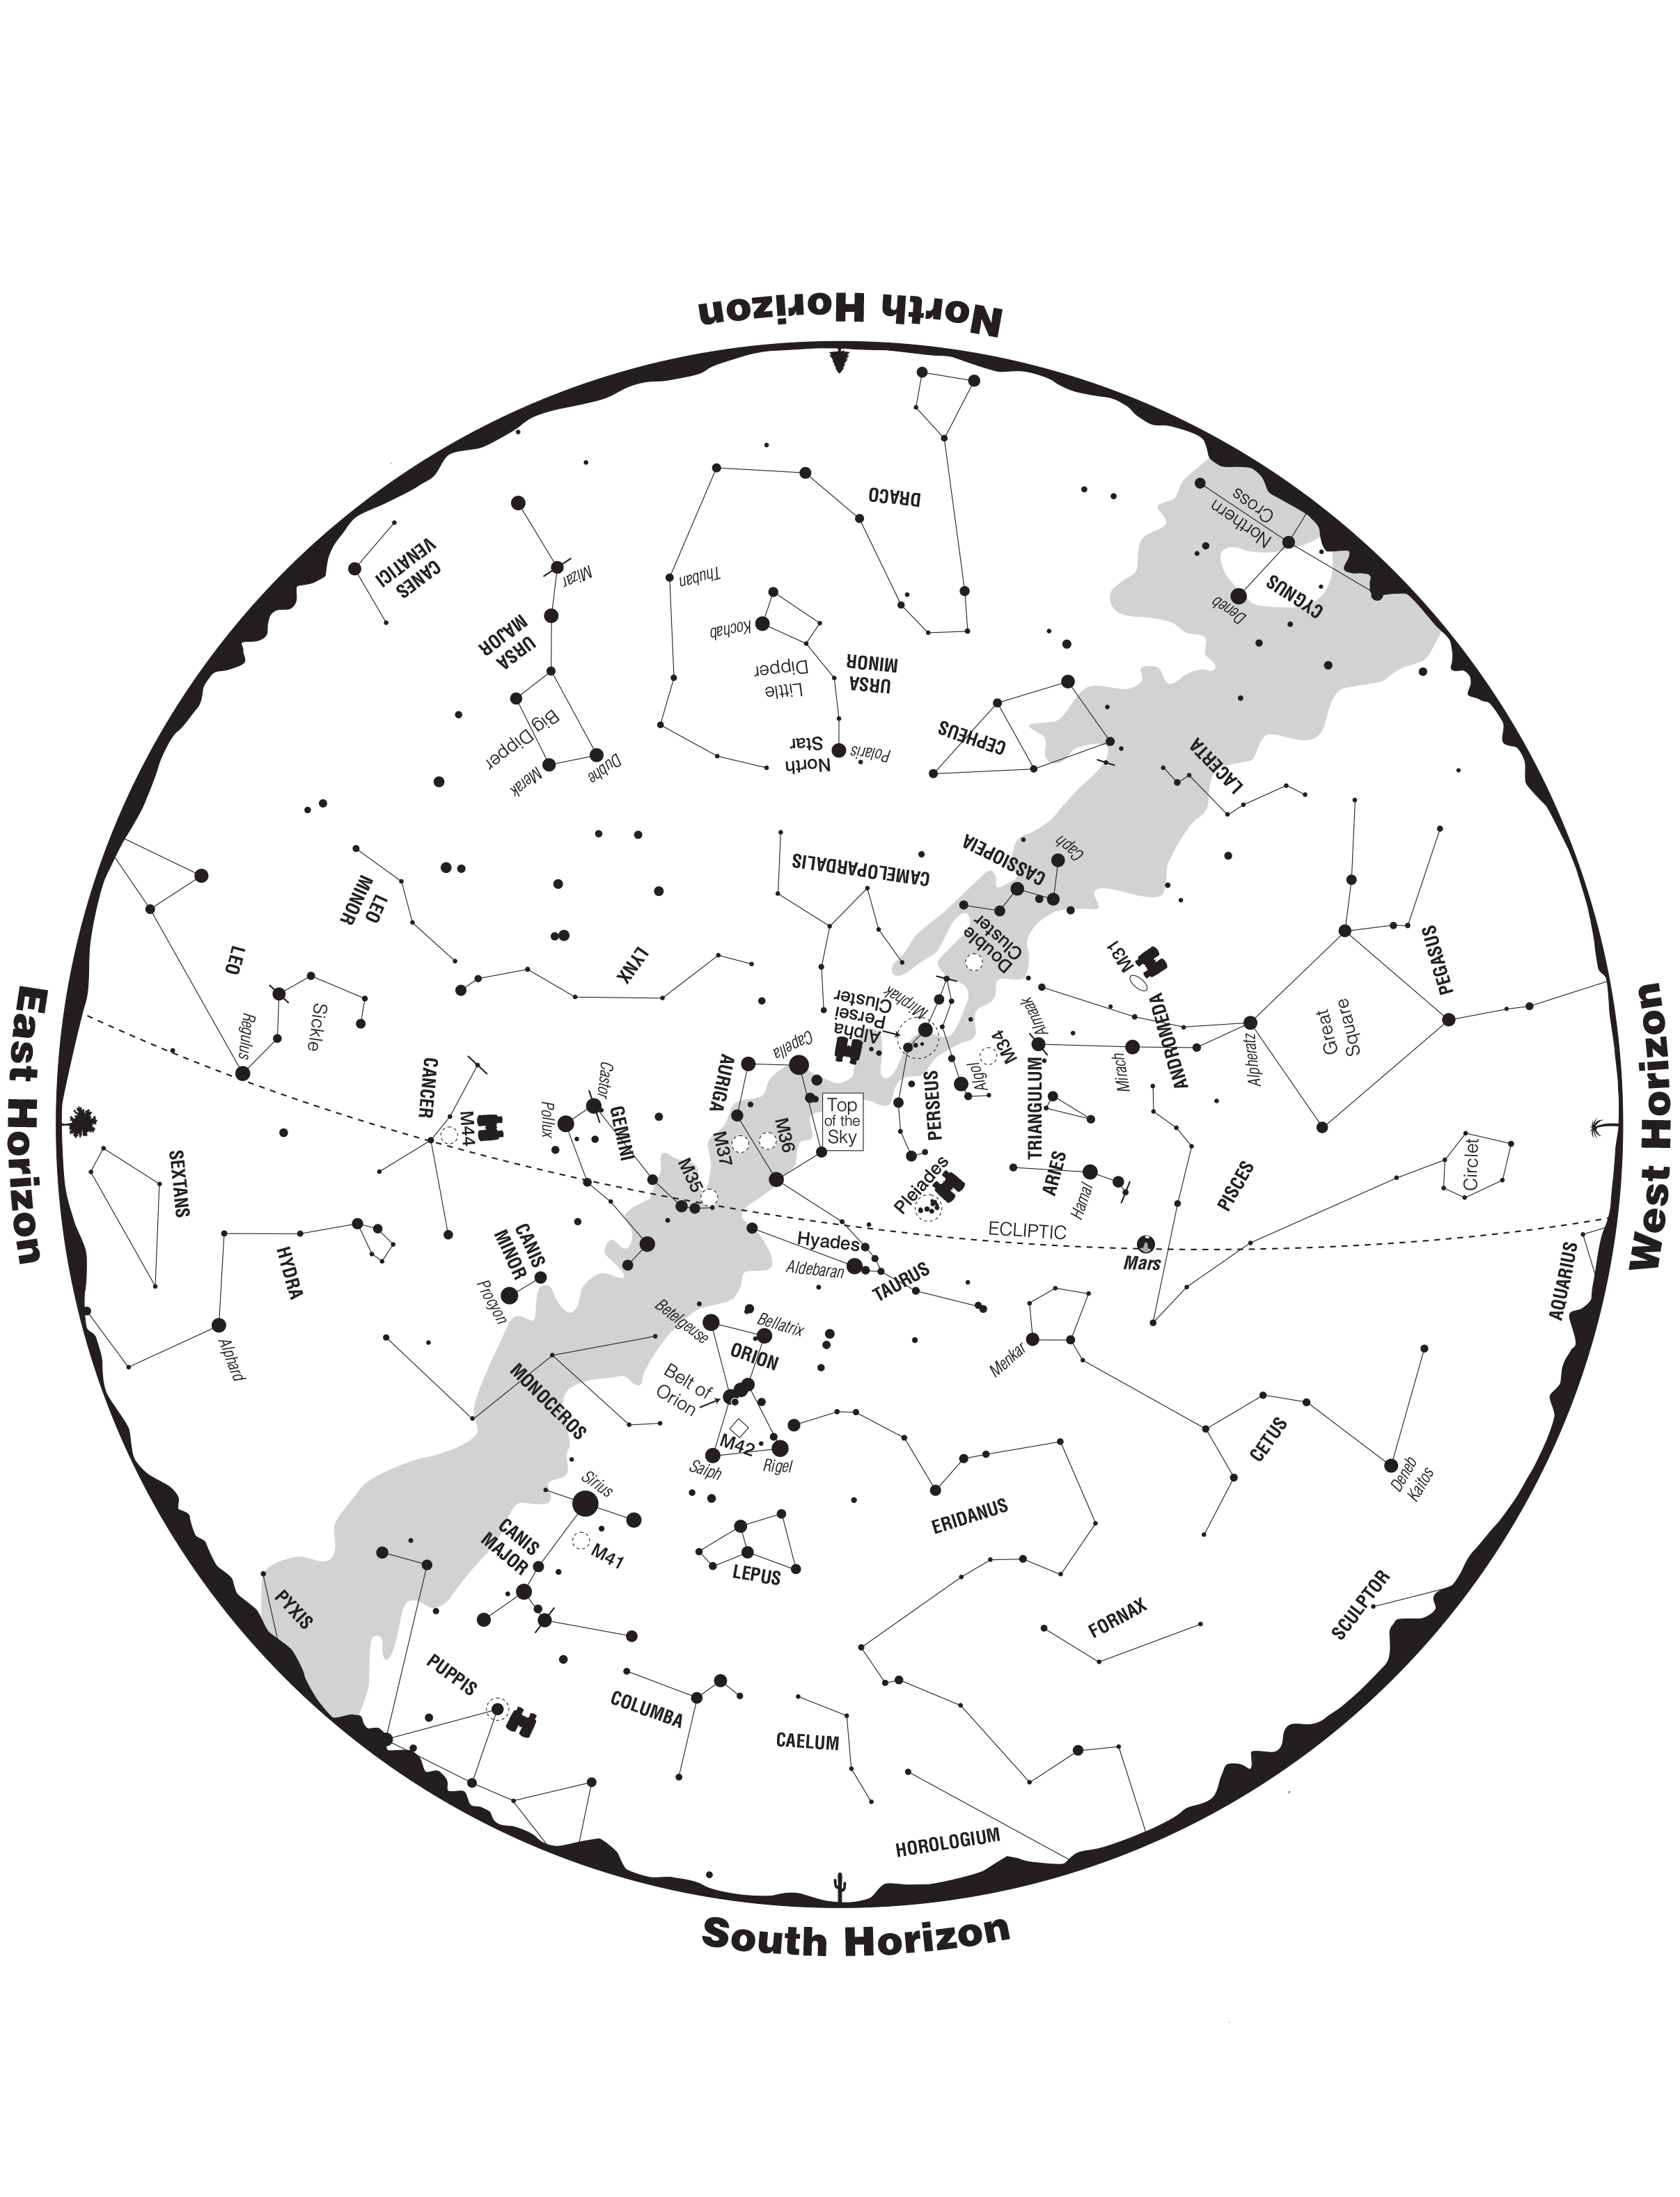 North Horizon
DRACO
Northern
Cross
CYGNUS
Deneb
CANES
VENATICI
Mizar
Thuban
URSA
MAJOR
Kochab
Little
Dipper
URSA
MINOR
Big Dipper
Merak
Dubhe
North
Star
Polaris
CEPHEUS
LACERTA
CAMELOPARDALIS
CASSIOPEIA
Caph
LEO
MINOR
LEO
LYNX
Double
Cluster
M31
PEGASUS
Sickle
Regulus
Mirphak
Alpha
Persei
Cluster
Almaak
ANDROMEDA
Great
Square
East Horizon
West Horizon
Capella
M34
Algol
Mirach
Alpheratz
CANCER
M44
Castor
Pollux
GEMINI
AURIGA
M37
M36
Top
of the
Sky
PERSEUS
TRIANGULUM
SEXTANS
M35
Pleiades
ARIES
Hamal
PISCES
Circlet
HYDRA
CANIS
MINOR
Procyon
Hyades
Aldebaran
TAURUS
ECLIPTIC
Mars
AQUARIUS
Alphard
Betelgeuse
Bellatrix
ORION
Belt of
Orion
Menkar
MONOCEROS
M42
Saiph
Rigel
CETUS
Deneb
Kaitos
Sirius
CANIS
MAJOR
M41
LEPUS
ERIDANUS
PYXIS
FORNAX
SCULPTOR
PUPPIS
COLUMBA
CAELUM
HOROLOGIUM
South Horizon